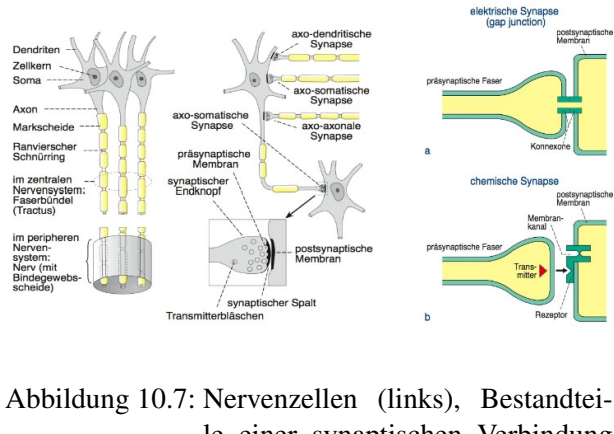 Dendriten
Zellkern
Soma
Axon
Markscheide
Ranvierscher
Schnürring
im zentralen
Nervensystem:
Faserbündel
(Tractus)
im peripheren
Nerven-
system:
Nerv (mit
Bindegewebs-
scheide)
axo-dendritische
Synapse
axo-somatische
Synapse
axo-axonale
Synapse
axo-somatische
Synapse
präsynaptische
Membran
synaptischer
Endknopf
postsynaptische
Membran
synaptischer Spalt
Transmitterbläschen
elektrische Synapse
(gap junction)
postsynaptische
Membran
präsynaptische Faser
Konnexone
a
chemische Synapse
postsynaptische
Membran
Membran-
kanal
präsynaptische Faser
Trans-
mitter
Rezeptor
b
Abbildung 10.7: Nervenzellen (links), Bestandtei-
le einer synaptischen Verbindung